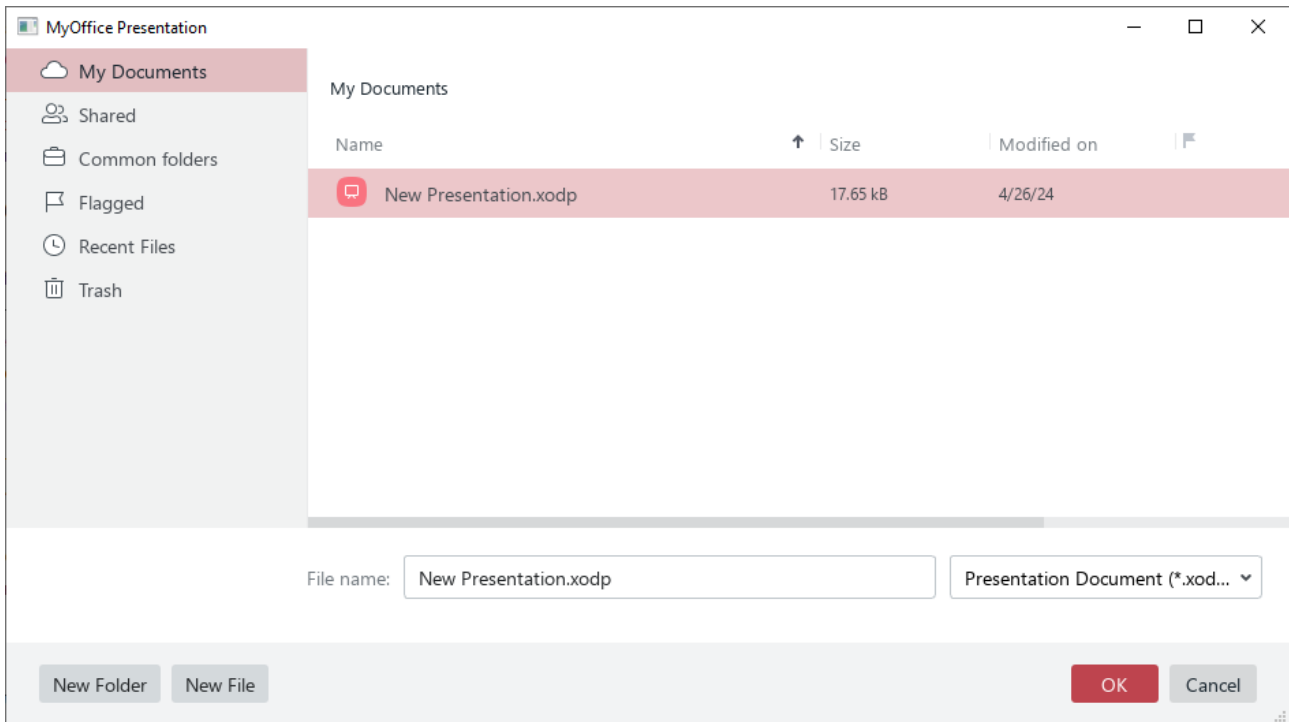 MyOffice Presentation
My Documents
Shared
Common folders
Flagged
Recent Files
Trash
My Documents
Name Size Modified on
New Presentation.xodp 17.65 kB 4/26/24
File name: New Presentation.xodp Presentation Document (*.xod...
New Folder New File OK Cancel